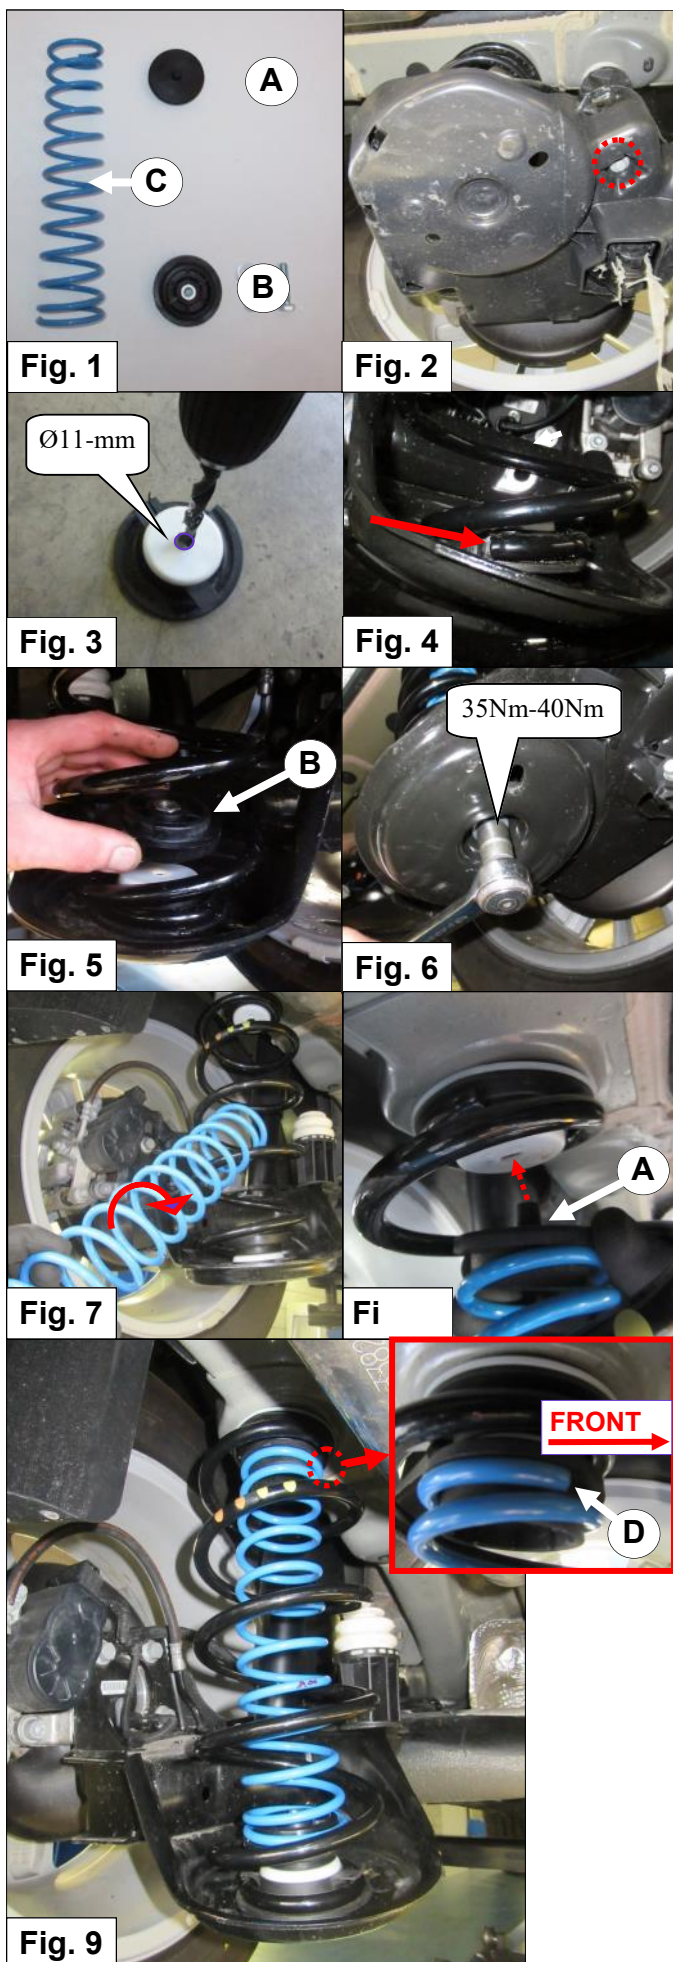 A
C
B
Fig. 1
Fig. 2
Ø11-mm
Fig. 3
Fig. 4
B
Fig. 5
35Nm-40Nm
Fig. 6
Fig. 7
A
Fi
FRONT
D
Fig. 9